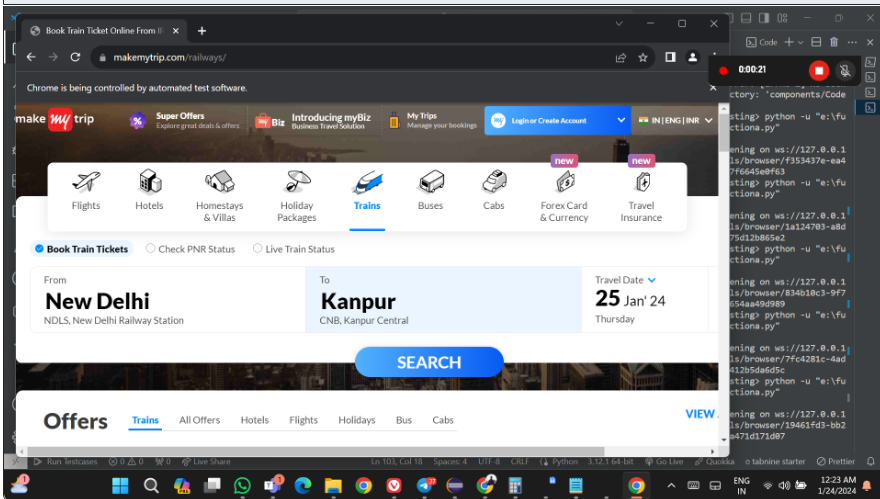 Book Train Ticket Online From I
makemytrip.com/railways/
Code
0:00:21
Chrome is being controlled by automated test software.
ctory: 'components/Code
make my trip
Super Offers
Explore great deals & offers
my Biz
Introducing myBiz
Business Travel Solution
My Trips
Manage your bookings
my
Login or Create Account
IN | ENG | INR
new
new
Flights
Hotels
Homestays
& Villas
Holiday
Packages
Trains
Buses
Cabs
Forex Card
& Currency
Travel
Insurance
Book Train Tickets
Check PNR Status
Live Train Status
From
New Delhi
NDLS, New Delhi Railway Station
To
Kanpur
CNB, Kanpur Central
Travel Date
25 Jan' 24
Thursday
SEARCH
Offers
Trains
All Offers
Hotels
Flights
Holidays
Bus
Cabs
VIEW
sting> python -u "e:\fu
ctiona.py"
ening on ws://127.0.0.1
ls/browser/f353437e-ea4
7f6645e0f63
sting> python -u "e:\fu
ctiona.py"
ening on ws://127.0.0.1
ls/browser/1a124703-a8d
75d12b865e2
sting> python -u "e:\fu
ctiona.py"
ening on ws://127.0.0.1
ls/browser/834b10c3-9f7
654aa49d989
sting> python -u "e:\fu
ctiona.py"
ening on ws://127.0.0.1
ls/browser/7fc4281c-4ad
412b5da6d5c
sting> python -u "e:\fu
ctiona.py"
ening on ws://127.0.0.1
ls/browser/19461fd3-bb2
a471d171d07
Run Testcases
0
0
0
Live Share
Ln 103, Col 18
Spaces: 4
UTF-8
CRLF
Python
3.12.1 64-bit
Go Live
Quokka
tabnine starter
Prettier
ENG
IN
12:23 AM
1/24/2024